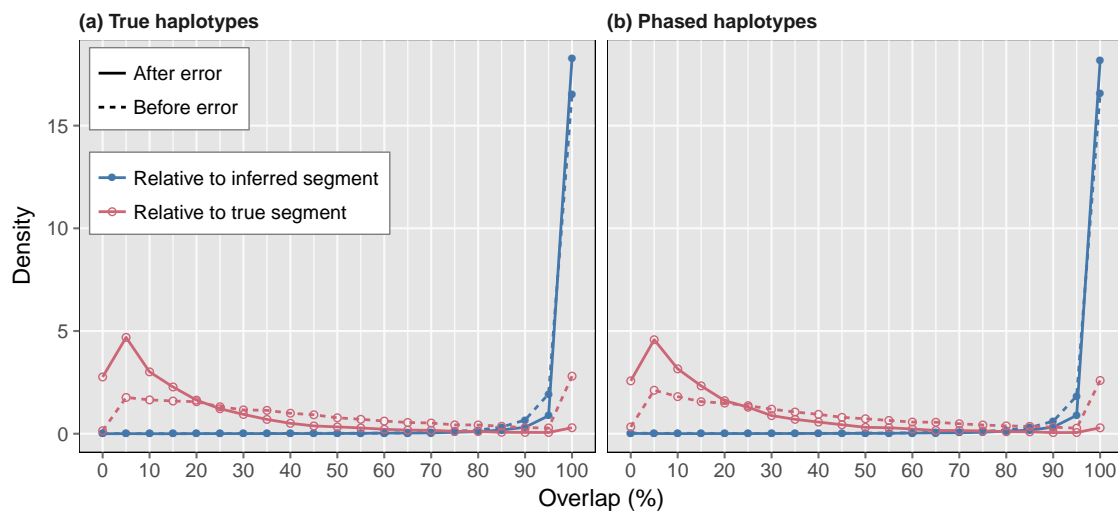 (a) True haplotypes (b) Phased haplotypes
After error
Before error
Relative to inferred segment
Relative to true segment
Density
15
10
5
0
0 10 20 30 40 50 60 70 80 90 100 0 10 20 30 40 50 60 70 80 90 100
Overlap (%)